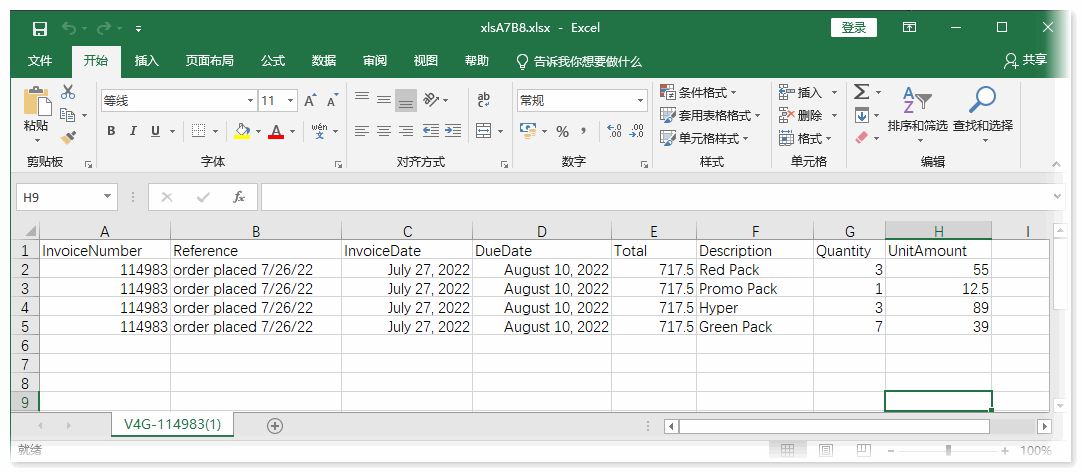 xlsA7B8.xlsx - Excel
登录
文件 开始 插入 页面布局 公式 数据 审阅 视图 帮助 告诉我你想要做什么 共享
粘贴
剪贴板
等线 11 A A
B I U A wén 文
字体
ab c
对齐方式
常规
% , .0 .00 .00 .0
数字
条件格式
套用表格格式
单元格样式
样式
插入
删除
格式
单元格
Σ
A Z
排序和筛选 查找和选择
编辑
H9 fx
A B C D E F G H I
1 InvoiceNumber Reference InvoiceDate DueDate Total Description Quantity UnitAmount
2 114983 order placed 7/26/22 July 27, 2022 August 10, 2022 717.5 Red Pack 3 55
3 114983 order placed 7/26/22 July 27, 2022 August 10, 2022 717.5 Promo Pack 1 12.5
4 114983 order placed 7/26/22 July 27, 2022 August 10, 2022 717.5 Hyper 3 89
5 114983 order placed 7/26/22 July 27, 2022 August 10, 2022 717.5 Green Pack 7 39
6
7
8
9
V4G-114983(1)
就绪 100%